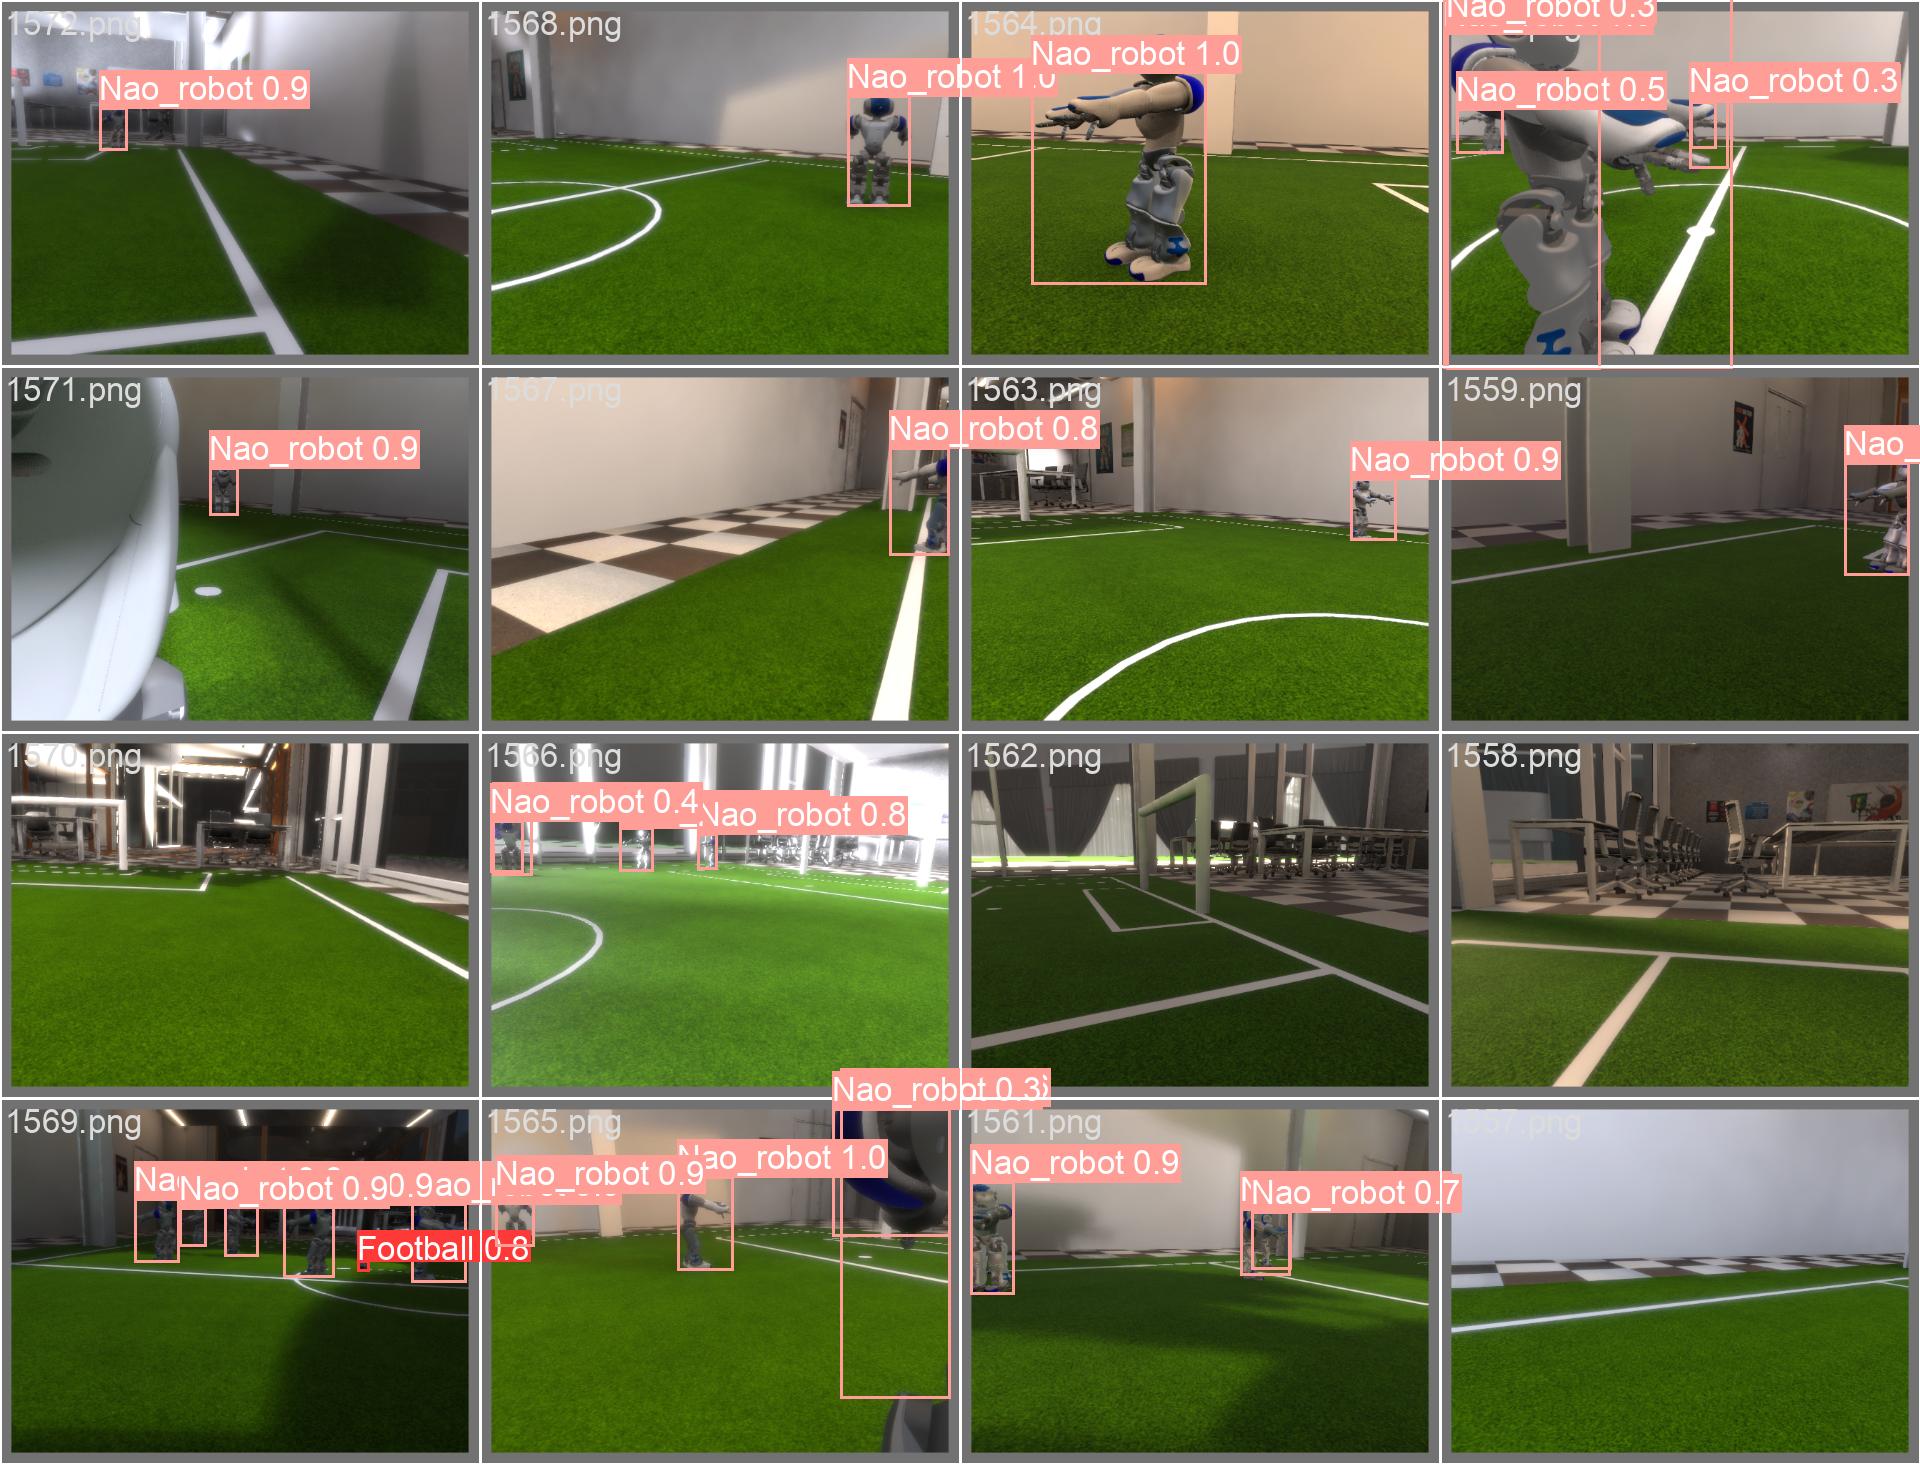 1572.png
Nao_robot 0.9
1568.png
Nao_robot 1.0
1564.png
Nao_robot 1.0
Nao_robot 0.3
Nao_robot 0.5
Nao_robot 0.3
1571.png
Nao_robot 0.9
1567.png
Nao_robot 0.8
1563.png
Nao_robot 0.9
1559.png
Nao_
1570.png
1566.png
Nao_robot 0.4
Nao_robot 0.8
1562.png
1558.png
1569.png
Nao_robot 0.9
Football 0.8
1565.png
Nao_robot 0.9
Nao_robot 1.0
Nao_robot 0.3
1561.png
Nao_robot 0.9
Nao_robot 0.7
1557.png